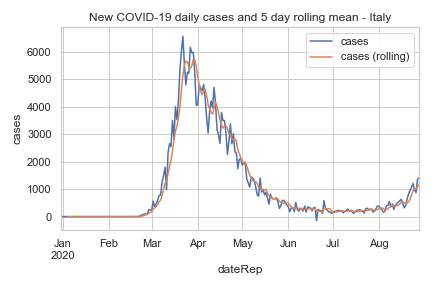 New COVID-19 daily cases and 5 day rolling mean - Italy
cases
cases (rolling)
6000
5000
4000
3000
2000
1000
0
cases
Jan Feb Mar Apr May Jun Jul Aug
2020
dateRep